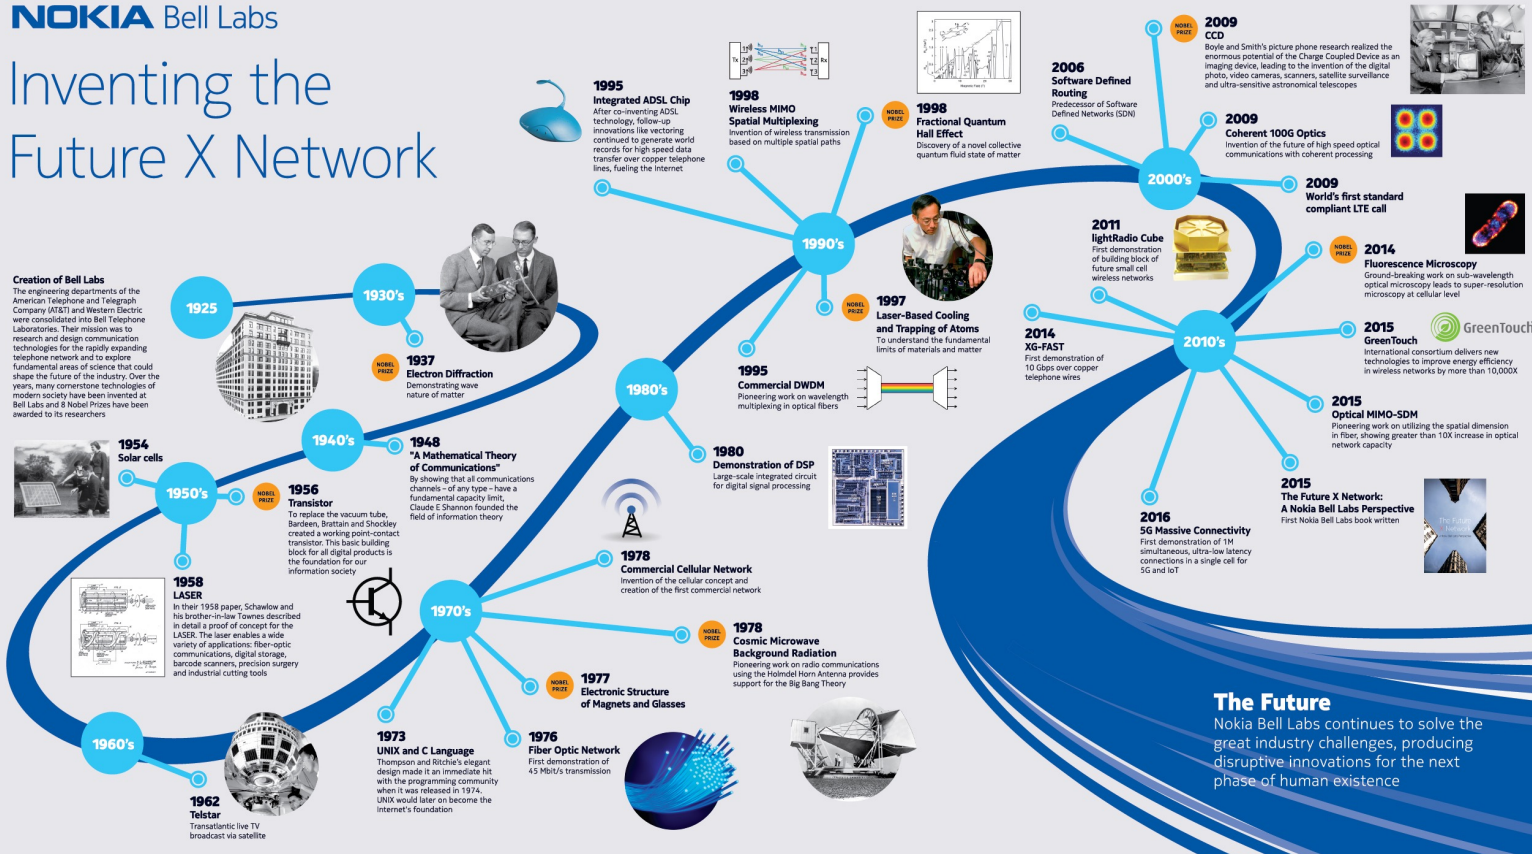 NOKIA Bell Labs
Inventing the
Future X Network
Creation of Bell Labs
The engineering departments of the
American Telephone and Telegraph
Company (AT&T) and Western Electric
were consolidated into Bell Telephone
Laboratories. Their mission was to
research and design communication
technologies for the rapidly expanding
telephone network and to explore
fundamental areas of science that could
shape the future of the industry. Over the
years, many cornerstone technologies of
modern society have been invented at
Bell Labs and 8 Nobel Prizes have been
awarded to its researchers
1925
1930's
NOBEL
PRIZE
1937
Electron Diffraction
Demonstrating wave
nature of matter
1940's
1948
"A Mathematical Theory
of Communications"
By showing that all communications
channels – of any type – have a
fundamental capacity limit,
Claude E Shannon founded the
field of information theory
1950's
1954
Solar cells
NOBEL
PRIZE
1956
Transistor
To replace the vacuum tube,
Bardeen, Brattain and Shockley
created a working point-contact
transistor. This basic building
block for all digital products is
the foundation for our
information society
1958
LASER
In their 1958 paper, Schawlow and
his brother-in-law Townes described
in detail a proof of concept for the
LASER. The laser enables a wide
variety of applications: fiber-optic
communications, digital storage,
barcode scanners, precision surgery
and industrial cutting tools
1960's
1962
Telstar
Transatlantic live TV
broadcast via satellite
1970's
1973
UNIX and C Language
Thompson and Ritchie's elegant
design made it an immediate hit
with the programming community
when it was released in 1974.
UNIX would later on become the
Internet's foundation
1976
Fiber Optic Network
First demonstration of
45 Mbit/s transmission
NOBEL
PRIZE
1977
Electronic Structure
of Magnets and Glasses
NOBEL
PRIZE
1978
Cosmic Microwave
Background Radiation
Pioneering work on radio communications
using the Holmdel Horn Antenna provides
support for the Big Bang Theory
1978
Commercial Cellular Network
Invention of the cellular concept and
creation of the first commercial network
1980's
1980
Demonstration of DSP
Large-scale integrated circuit
for digital signal processing
1990's
1995
Integrated ADSL Chip
After co-inventing ADSL
technology, follow-up
innovations like vectoring
continued to generate world
records for high speed data
transfer over copper telephone
lines, fueling the Internet
Tx
Rx
1
2
3
T1
T2
T3
1998
Wireless MIMO
Spatial Multiplexing
Invention of wireless transmission
based on multiple spatial paths
NOBEL
PRIZE
1998
Fractional Quantum
Hall Effect
Discovery of a novel collective
quantum fluid state of matter
NOBEL
PRIZE
1997
Laser-Based Cooling
and Trapping of Atoms
To understand the fundamental
limits of materials and matter
1995
Commercial DWDM
Pioneering work on wavelength
multiplexing in optical fibers
2000's
2006
Software Defined
Routing
Predecessor of Software
Defined Networks (SDN)
NOBEL
PRIZE
2009
CCD
Boyle and Smith's picture phone research realized the
enormous potential of the Charge Coupled Device as an
imaging device, leading to the invention of the digital
photo, video cameras, scanners, satellite surveillance
and ultra-sensitive astronomical telescopes
2009
Coherent 100G Optics
Invention of the future of high speed optical
communications with coherent processing
2009
World's first standard
compliant LTE call
2010's
2011
lightRadio Cube
First demonstration
of building block of
future small cell
wireless networks
2014
XG-FAST
First demonstration of
10 Gbps over copper
telephone wires
NOBEL
PRIZE
2014
Fluorescence Microscopy
Ground-breaking work on sub-wavelength
optical microscopy leads to super-resolution
microscopy at cellular level
2015
GreenTouch
International consortium delivers new
technologies to improve energy efficiency
in wireless networks by more than 10,000X
GreenTouch
2015
Optical MIMO-SDM
Pioneering work on utilizing the spatial dimension
in fiber, showing greater than 10X increase in optical
network capacity
2015
The Future X Network:
A Nokia Bell Labs Perspective
First Nokia Bell Labs book written
The Future
X Network
2016
5G Massive Connectivity
First demonstration of 1M
simultaneous, ultra-low latency
connections in a single cell for
5G and IoT
The Future
Nokia Bell Labs continues to solve the
great industry challenges, producing
disruptive innovations for the next
phase of human existence